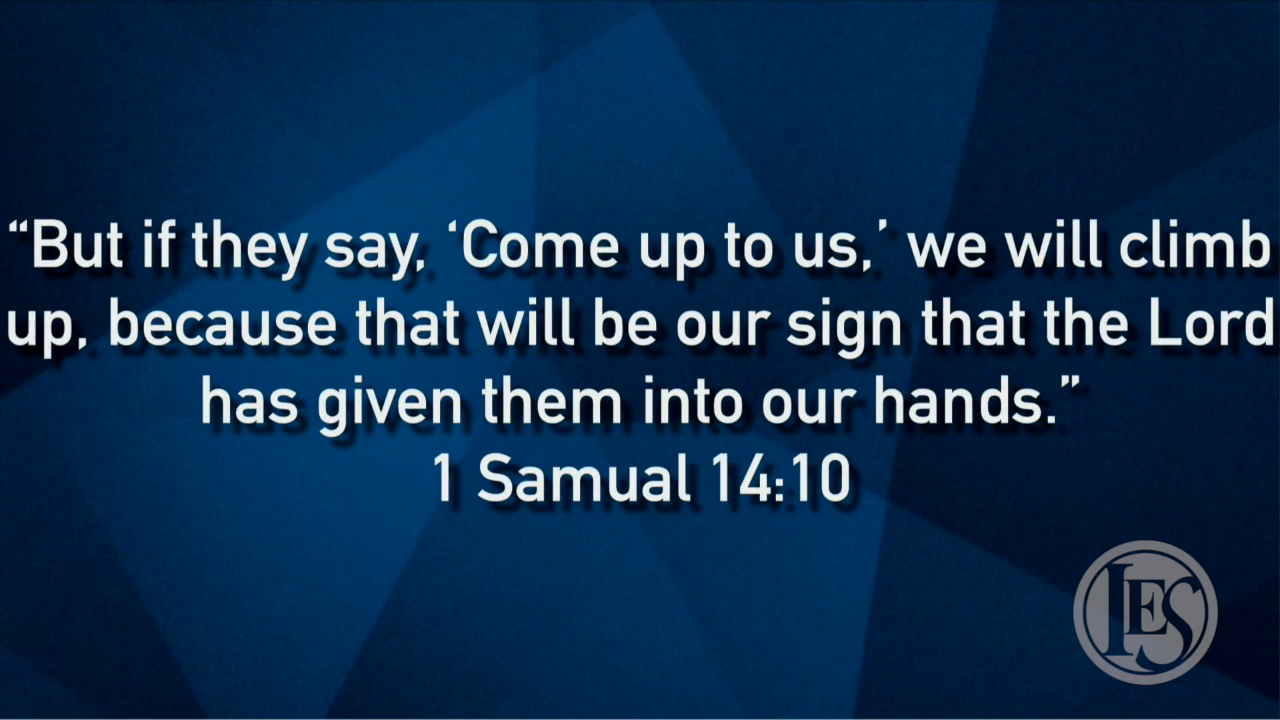 “But if they say, ‘Come up to us,’ we will climb
up, because that will be our sign that the Lord
has given them into our hands.”
1 Samual 14:10
IES